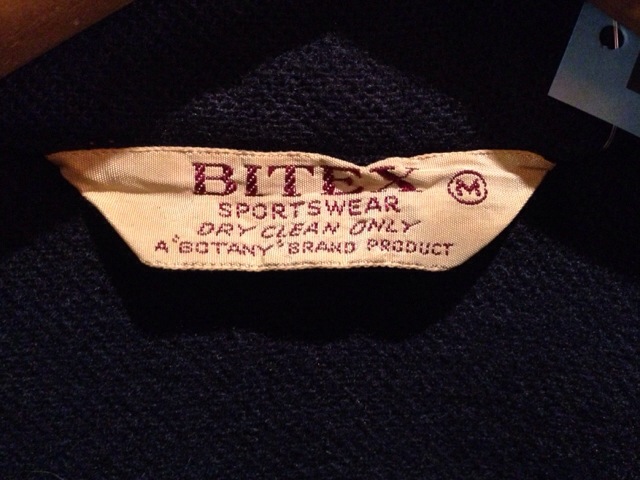 BITEX M
SPORTSWEAR
DRY CLEAN ONLY
A "BOTANY" BRAND PRODUCT